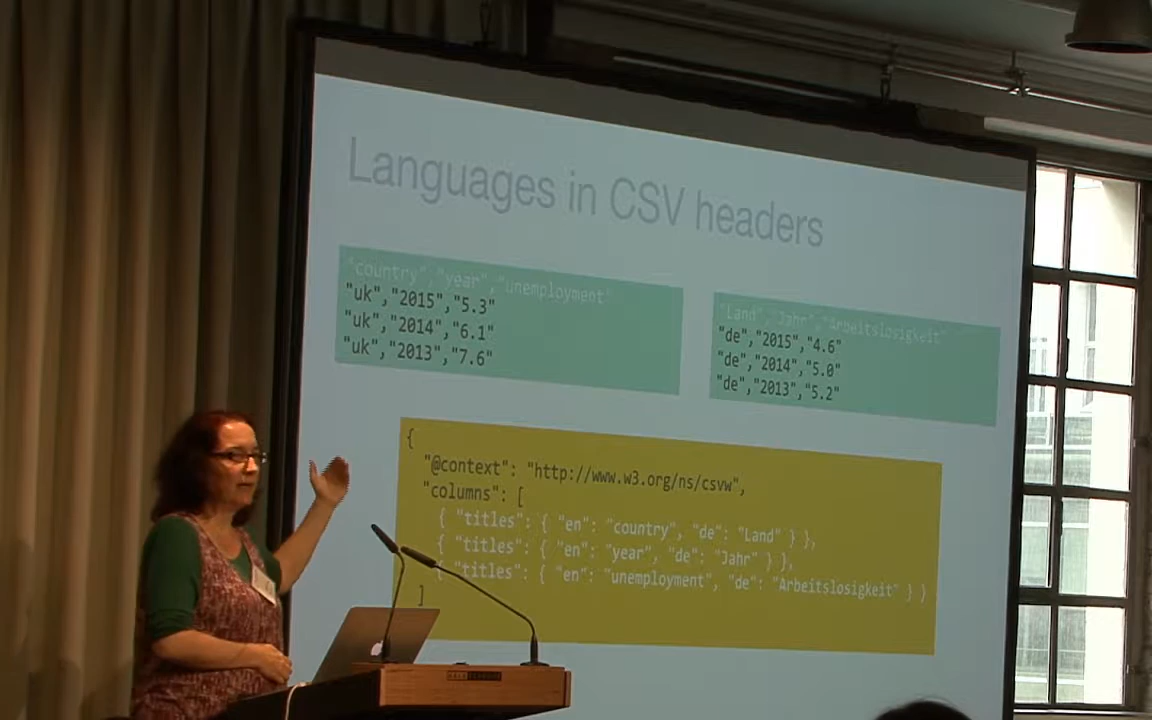 Languages in CSV headers
"country","year","unemployment"
"uk","2015","5.3"
"uk","2014","6.1"
"uk","2013","7.6"
"Land","Jahr","Arbeitslosigkeit"
"de","2015","4.6"
"de","2014","5.0"
"de","2013","5.2"
{
"@context": "http://www.w3.org/ns/csvw",
"columns": [
{ "titles": { "en": "country", "de": "Land" } },
{ "titles": { "en": "year", "de": "Jahr" } },
{ "titles": { "en": "unemployment", "de": "Arbeitslosigkeit" } }
]